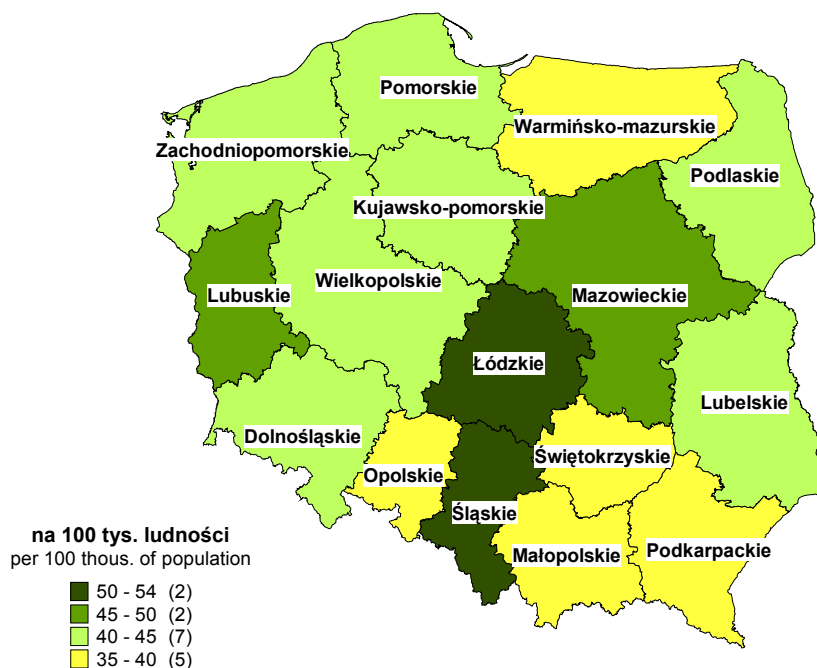 Pomorskie
Warmińsko-mazurskie
Zachodniopomorskie
Podlaskie
Kujawsko-pomorskie
Wielkopolskie
Lubuskie
Mazowieckie
Łódzkie
Lubelskie
Dolnośląskie
Świętokrzyskie
Opolskie
Śląskie
Małopolskie
Podkarpackie
na 100 tys. ludności
per 100 thous. of population
50 - 54 (2)
45 - 50 (2)
40 - 45 (7)
35 - 40 (5)